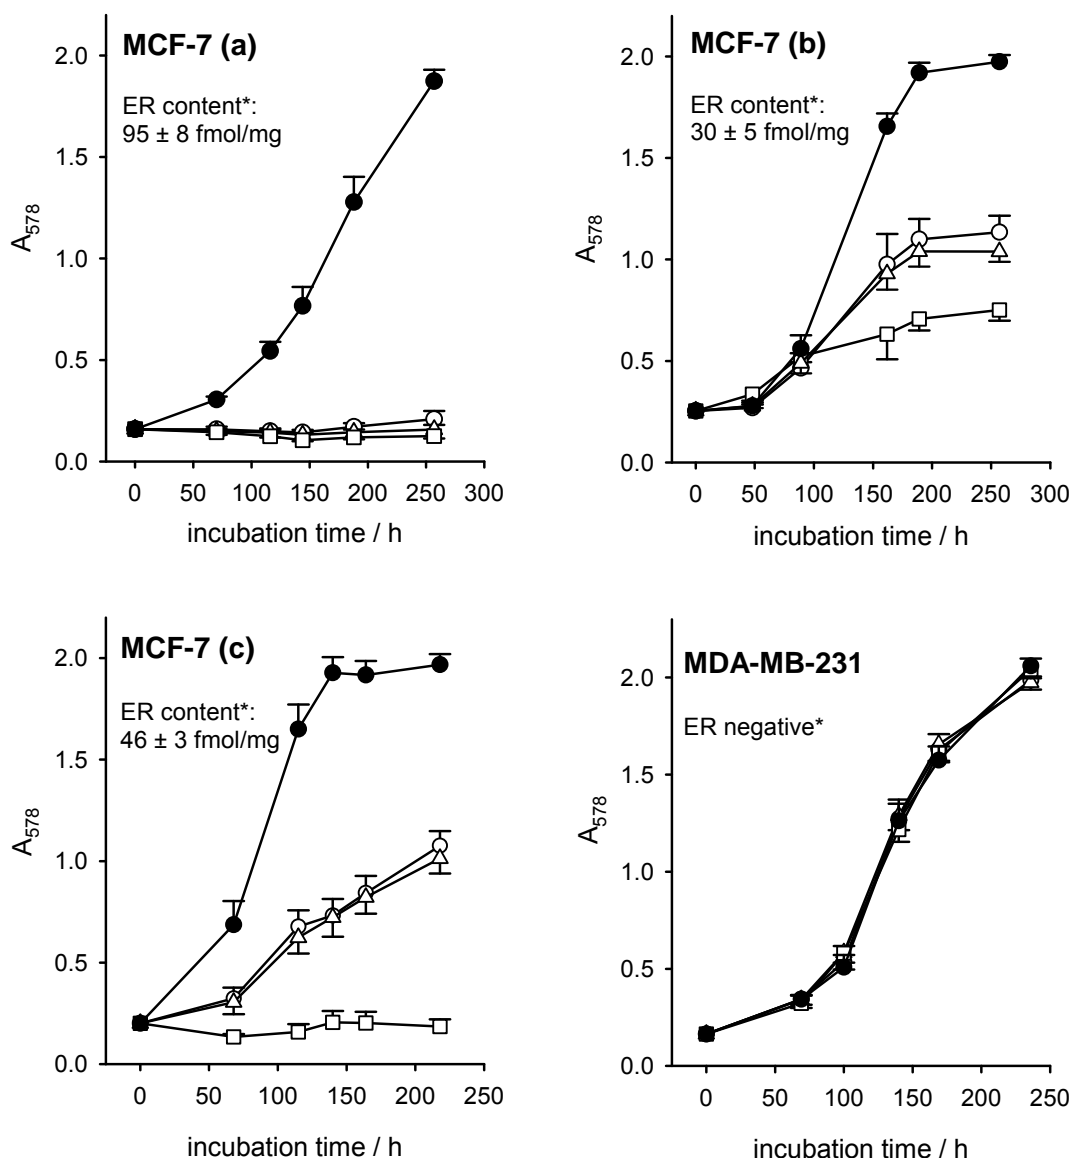 MCF-7 (a)
ER content*:
95 ± 8 fmol/mg
2.0
1.5
1.0
0.5
0.0
A578
0 50 100 150 200 250 300
incubation time / h
MCF-7 (b)
ER content*:
30 ± 5 fmol/mg
2.0
1.5
1.0
0.5
0.0
A578
0 50 100 150 200 250 300
incubation time / h
MCF-7 (c)
ER content*:
46 ± 3 fmol/mg
2.0
1.5
1.0
0.5
0.0
A578
0 50 100 150 200 250
incubation time / h
MDA-MB-231
ER negative*
2.0
1.5
1.0
0.5
0.0
A578
0 50 100 150 200 250
incubation time / h